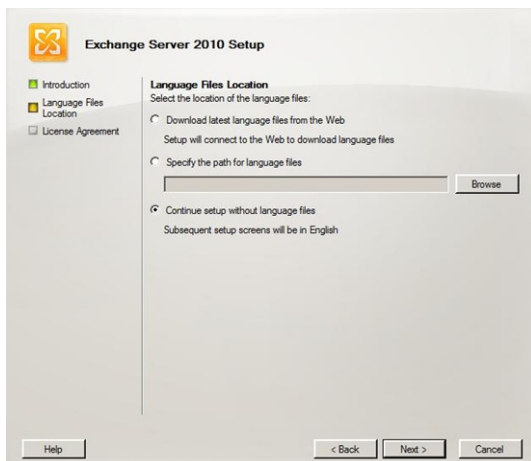 Exchange Server 2010 Setup
Introduction
Language Files
Location
License Agreement
Language Files Location
Select the location of the language files:
Download latest language files from the Web
Setup will connect to the Web to download language files
Specify the path for language files
Browse
Continue setup without language files
Subsequent setup screens will be in English
Help
< Back
Next >
Cancel